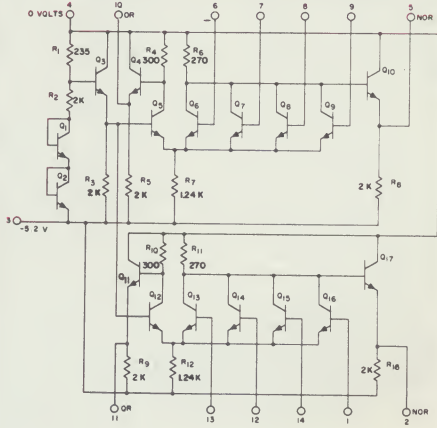 4 10 6 7 8 9 5
0 VOLTS OR NOR
R1 235
R2 2K
Q3
Q4
R4 300
R6 270
Q10
Q1
Q2
Q5
Q6
Q7
Q8
Q9
R3 2K
R5 2K
R7 1.24K
2K R8
3 -5.2 V
R10 300
R11 270
Q17
Q11
Q12
Q13
Q14
Q15
Q16
R9 2K
R12 1.24K
2K R18
OR NOR
11 13 12 14 1 2